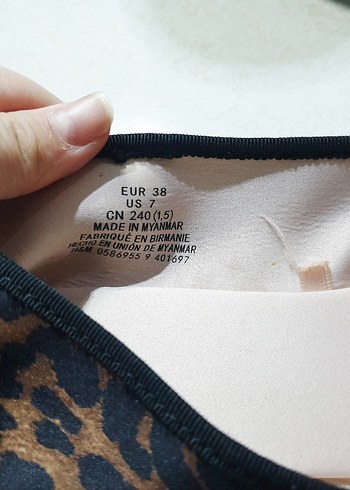 EUR 38
US 7
CN 240 (1,5)
MADE IN MYANMAR
FABRIQUÉ EN BIRMANIE
HECHO EN UNIÓN DE MYANMAR
H&M 0586955 9 401697